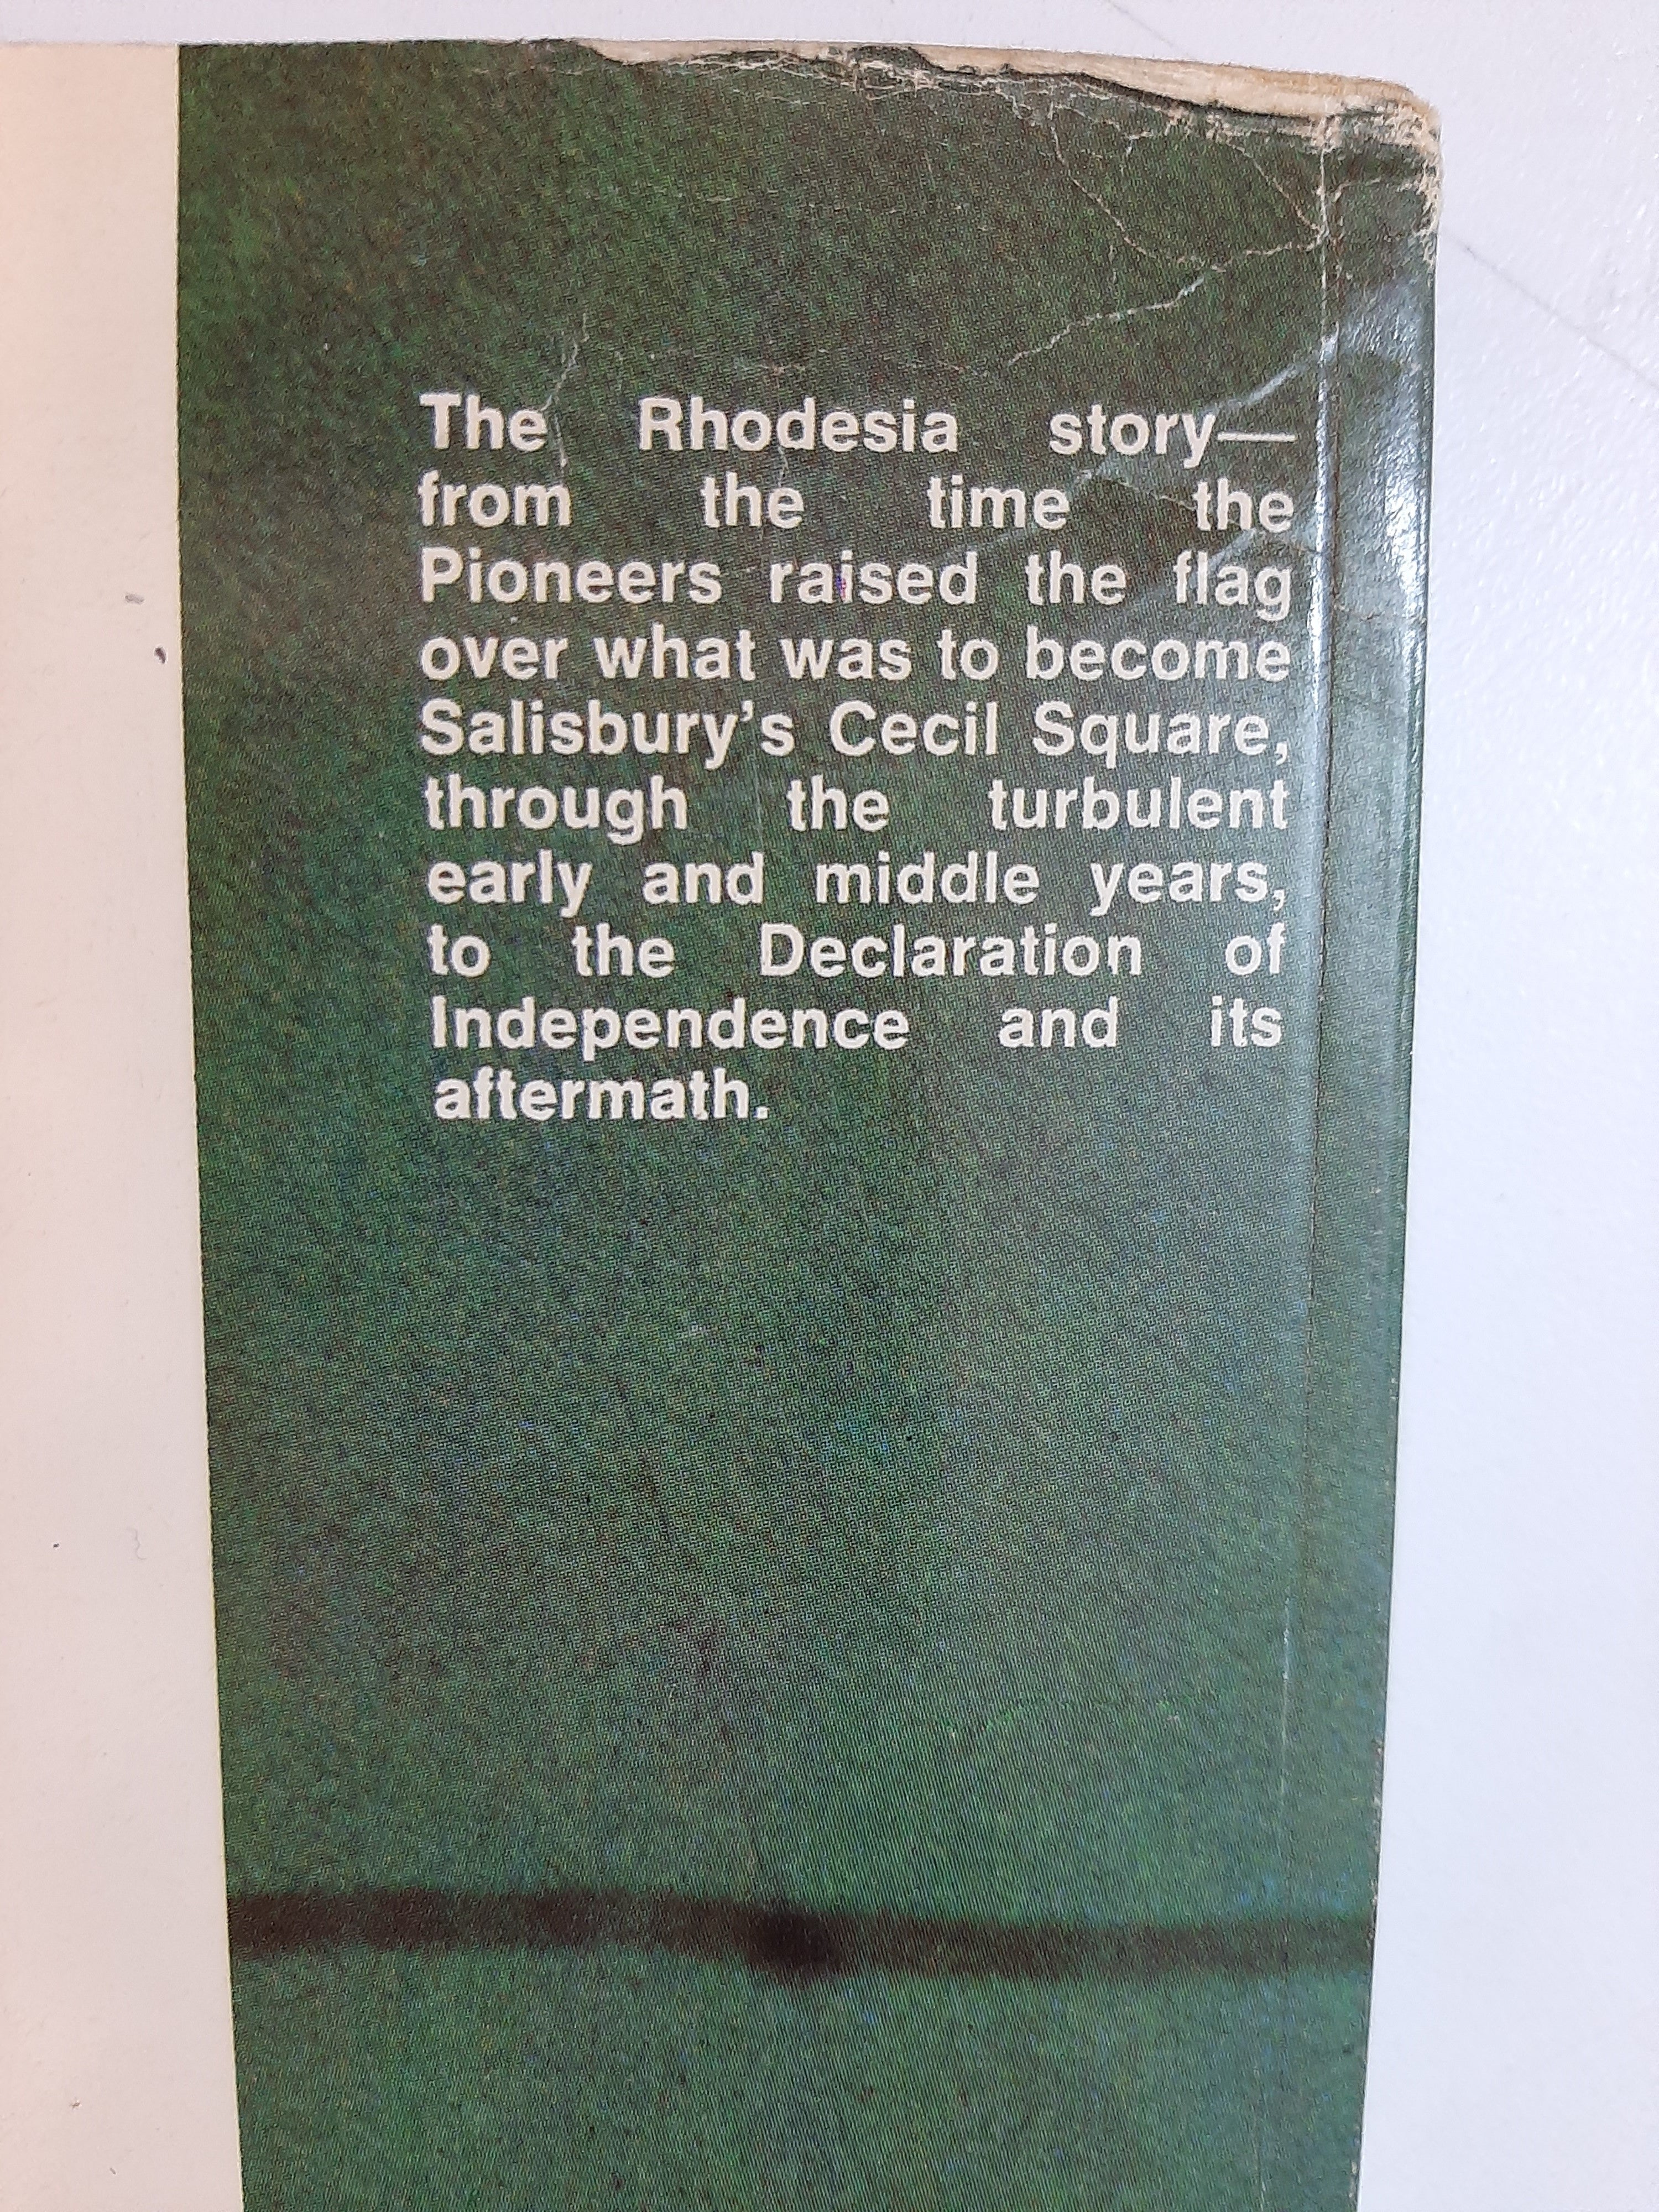 The Rhodesia story—
from the time the
Pioneers raised the flag
over what was to become
Salisbury's Cecil Square,
through the turbulent
early and middle years,
to the Declaration of
Independence and its
aftermath.